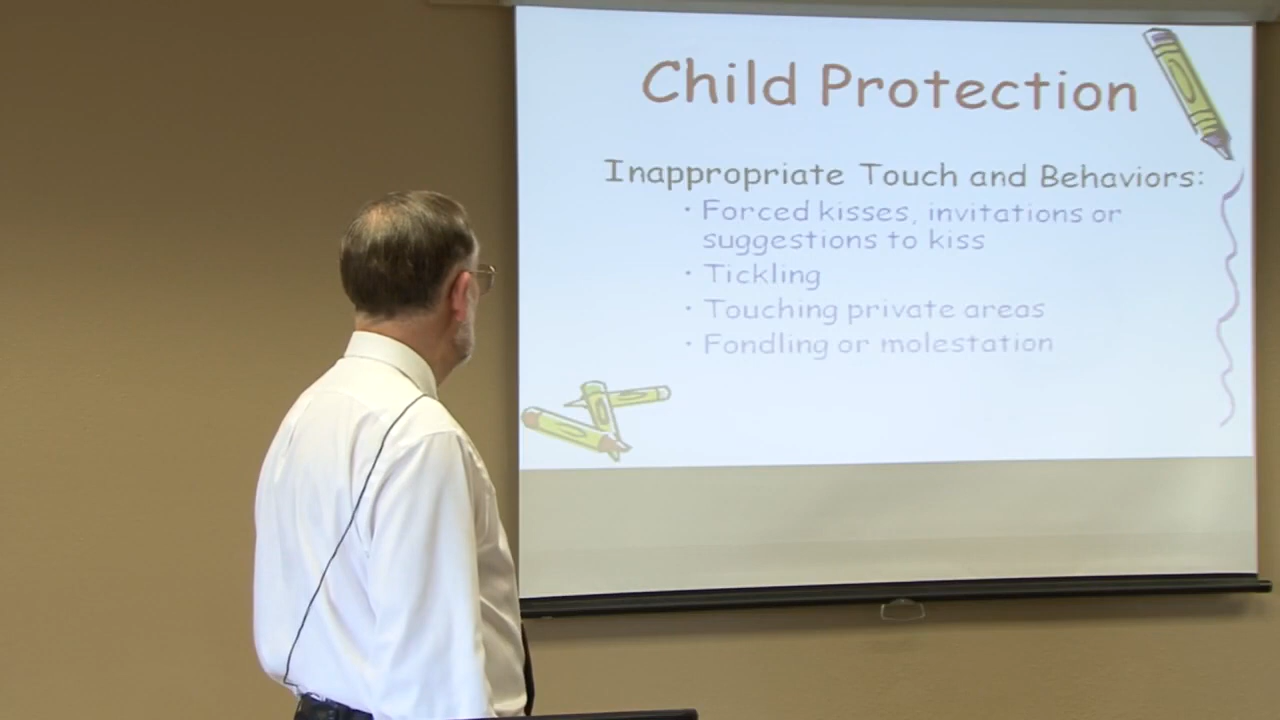 Child Protection
Inappropriate Touch and Behaviors:
• Forced kisses, invitations or
suggestions to kiss
• Tickling
• Touching private areas
• Fondling or molestation